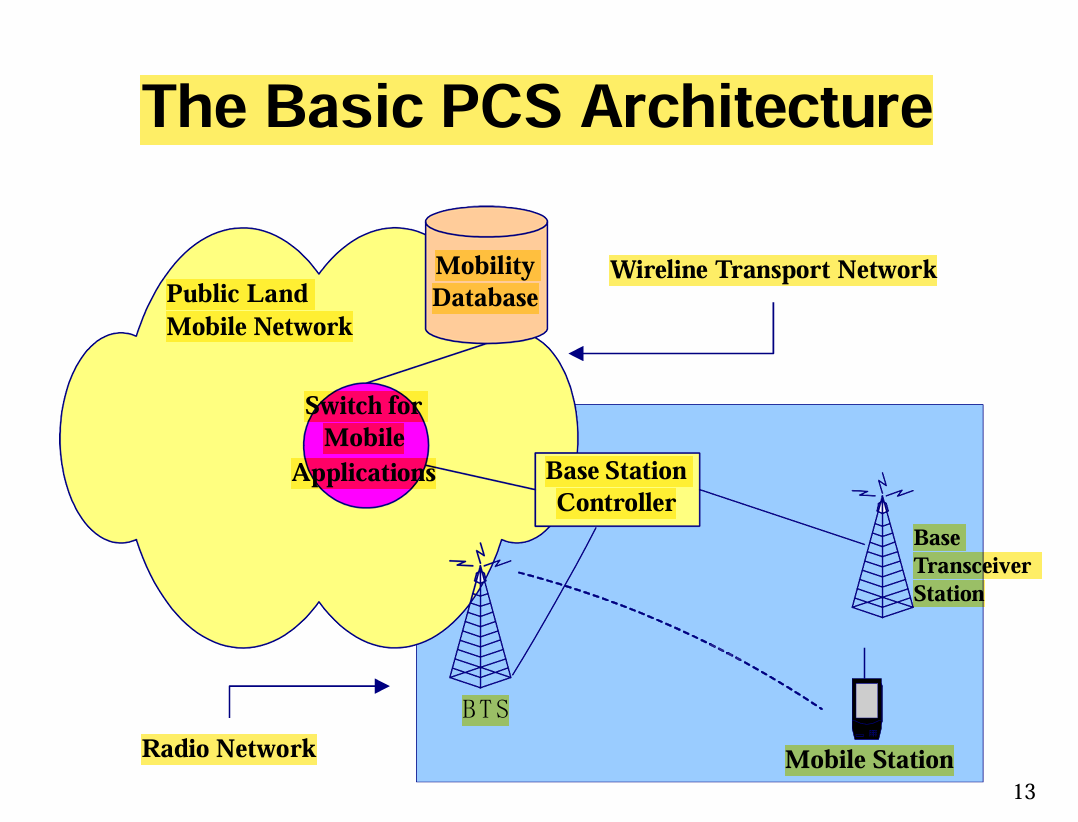 The Basic PCS Architecture
Mobility
Database
Wireline Transport Network
Public Land
Mobile Network
Switch for
Mobile
Applications
Base Station
Controller
Base
Transceiver
Station
BTS
Radio Network
Mobile Station
13